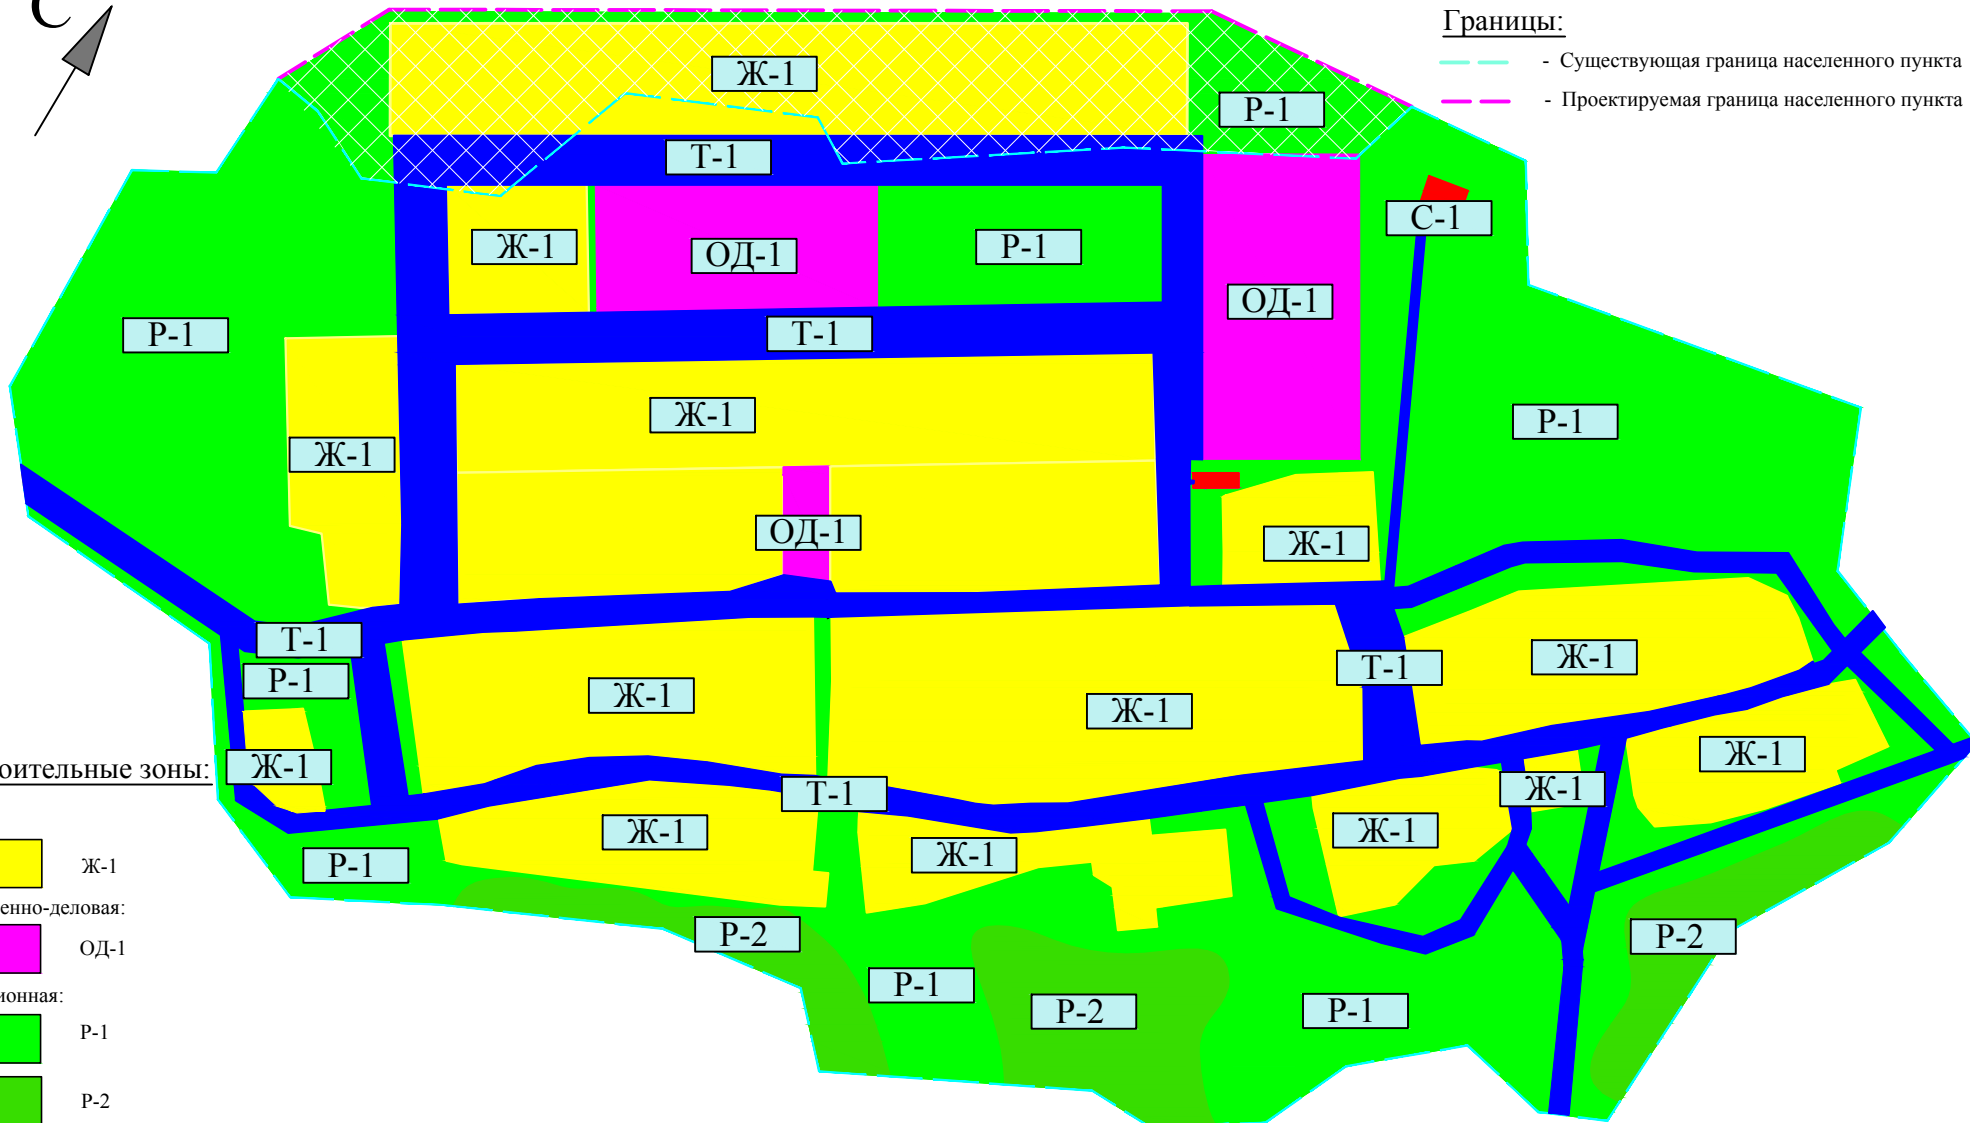 С
Границы:
- Существующая граница населенного пункта
- Проектируемая граница населенного пункта
Ж-1
Р-1
Т-1
С-1
Ж-1
ОД-1
Р-1
ОД-1
Р-1
Т-1
Ж-1
Р-1
Ж-1
ОД-1
Ж-1
Т-1
Ж-1
Т-1
Р-1
Ж-1
Ж-1
Ж-1
Ж-1
Ж-1
Т-1
Ж-1
Ж-1
Ж-1
Р-1
Ж-1
Р-2
Р-2
Р-1
Р-2
Р-1
оительные зоны:
Ж-1
енно-деловая:
ОД-1
ионная:
Р-1
Р-2